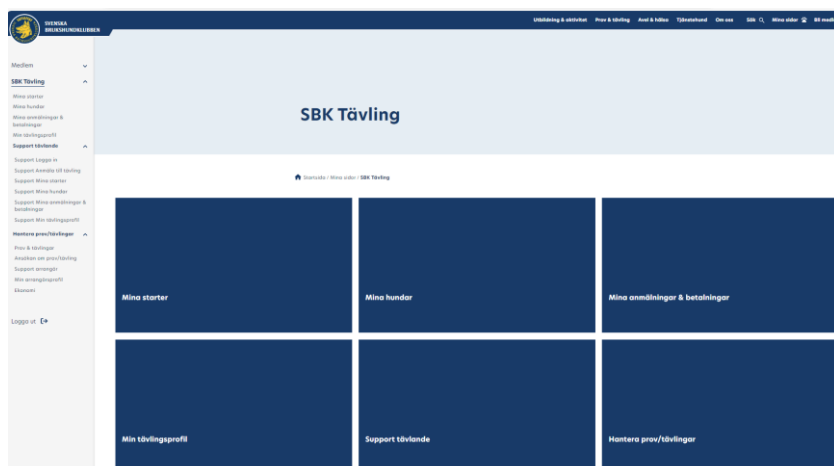 SVENSKA
BRUKSHUNDKLUBBEN
Utbildning & aktivitet Prov & tävling Avel & hälsa Tjänstehund Om oss Sök Mina sidor Bli medl
Medlem
SBK Tävling
Mina starter
Mina hundar
Mina anmälningar &
betalningar
Min tävlingsprofil
Support tävlande
Support Logga in
Support Anmäla till tävling
Support Mina starter
Support Mina hundar
Support Mina anmälningar &
betalningar
Support Min tävlingsprofil
Hantera prov/tävlingar
Prov & tävlingar
Ansökan om prov/tävling
Support arrangör
Min arrangörsprofil
Ekonomi
Logga ut
SBK Tävling
Startsida / Mina sidor / SBK Tävling
Mina starter
Mina hundar
Mina anmälningar & betalningar
Min tävlingsprofil
Support tävlande
Hantera prov/tävlingar